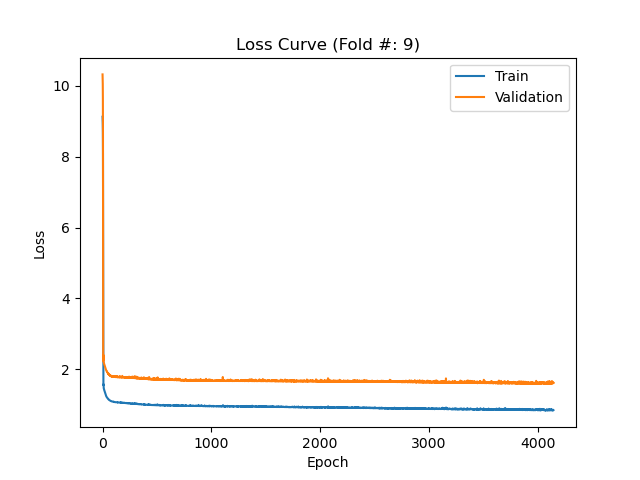 Loss Curve (Fold #: 9)
Train
Validation
10
8
6
4
2
Loss
0 1000 2000 3000 4000
Epoch